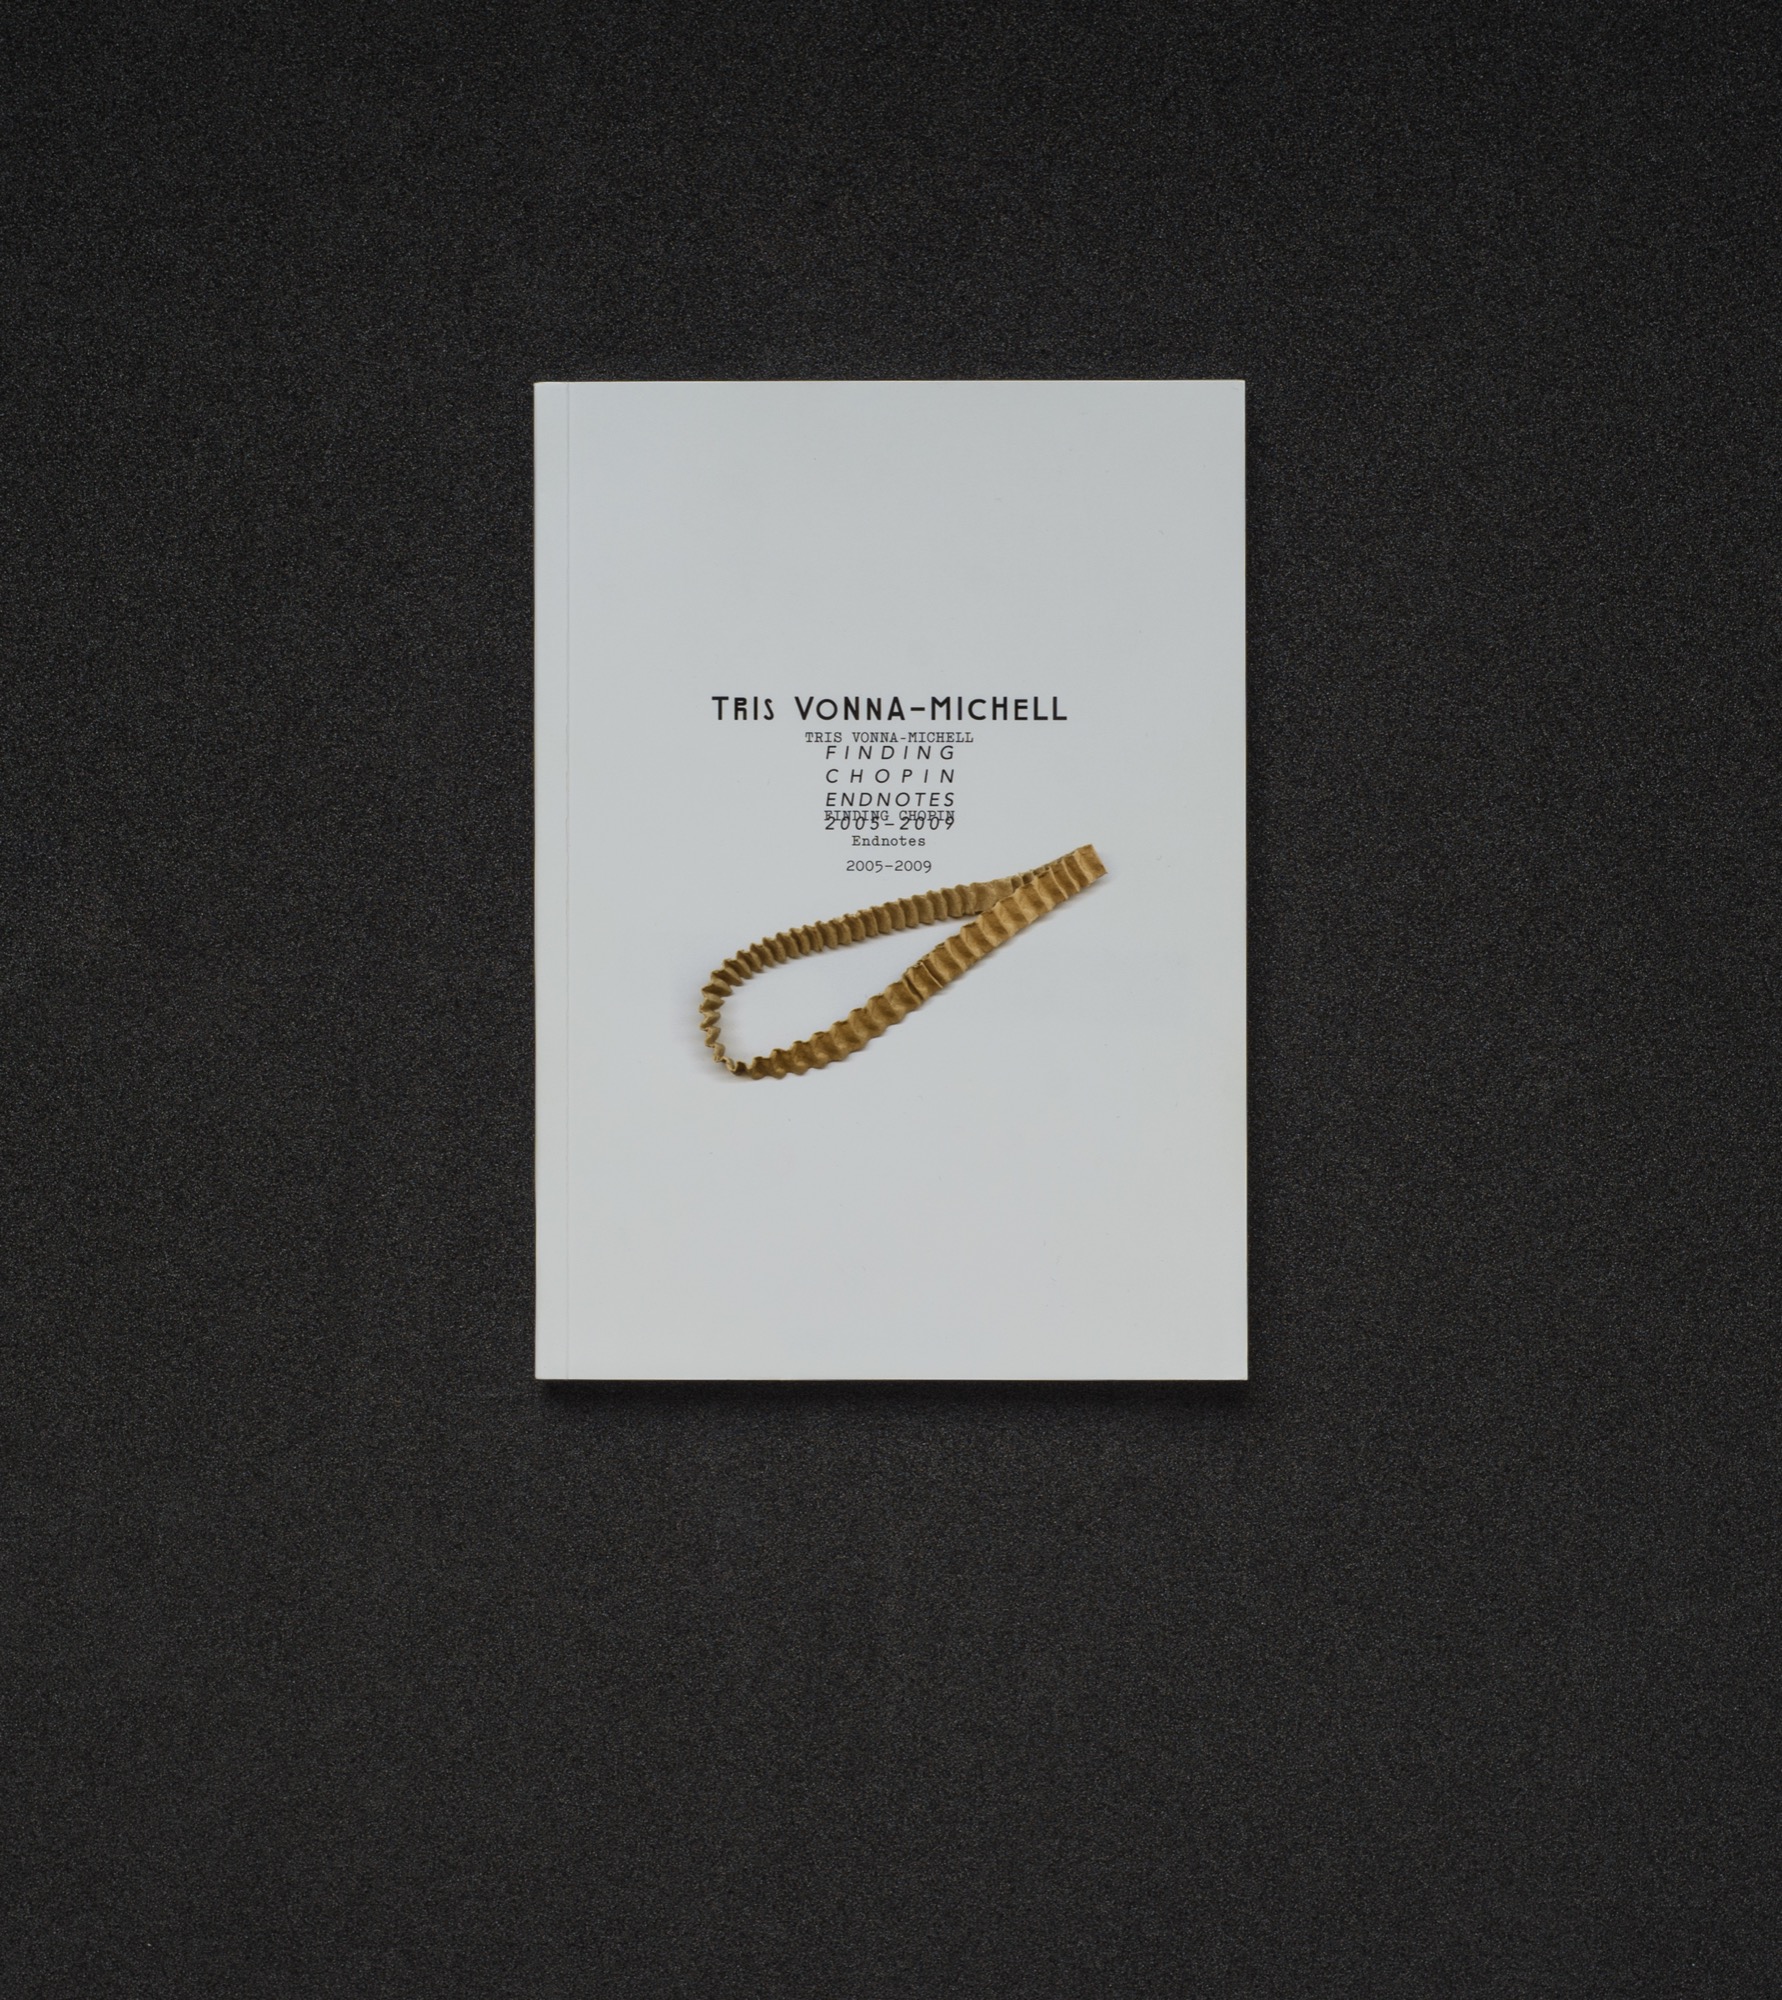 TRIS VONNA-MICHELL
TRIS VONNA-MICHELL
FINDING
CHOPIN
ENDNOTES
FINDING CHOPIN
2005–2009
Endnotes
2005–2009